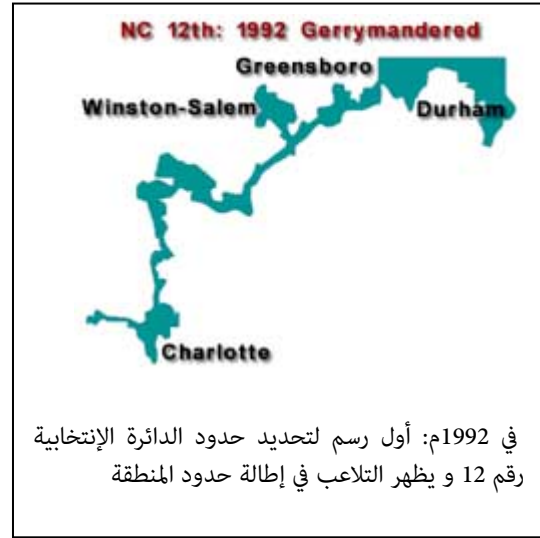 NC 12th: 1992 Gerrymandered
Greensboro
Winston-Salem
Durham
Charlotte
في 1992م: أول رسم لتحديد حدود الدائرة الإنتخابية
رقم 12 و يظهر التلاعب في إطالة حدود المنطقة